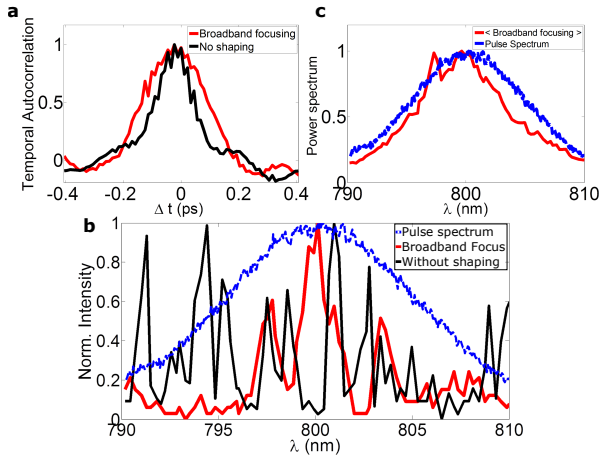 a
Temporal Autocorrelation
1
0.5
0
-0.4 -0.2 0 0.2 0.4
Δ t (ps)
Broadband focusing
No shaping
c
Power spectrum
1
0.5
0
790 800 810
λ (nm)
< Broadband focusing >
Pulse Spectrum
b
Norm. Intensity
1
0.8
0.6
0.4
0.2
0
790 795 800 805 810
λ (nm)
Pulse spectrum
Broadband Focus
Without shaping